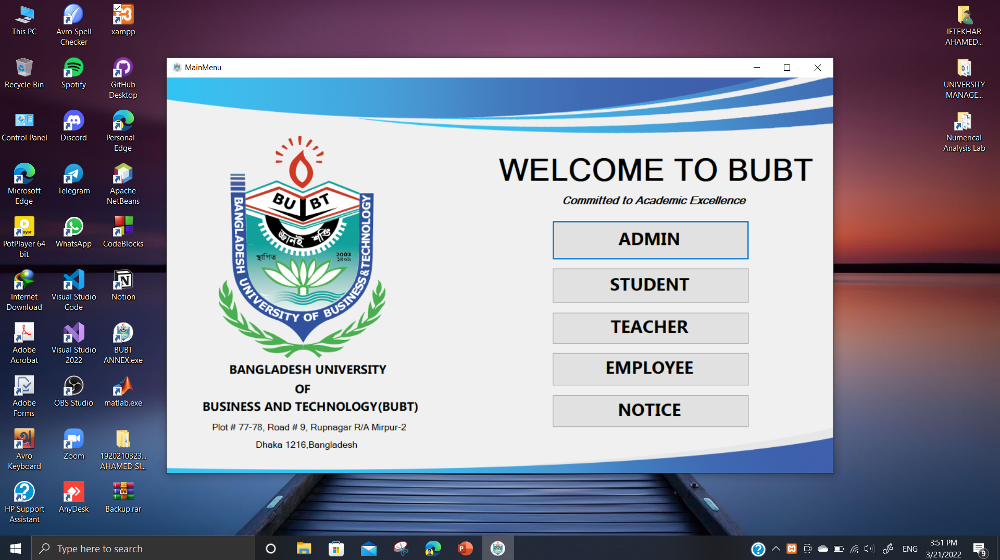 This PC
Avro Spell
Checker
xampp
Recycle Bin
Spotify
GitHub
Desktop
Control Panel
Discord
Personal -
Edge
Microsoft
Edge
Telegram
Apache
NetBeans
PotPlayer 64
bit
WhatsApp
CodeBlocks
Internet
Download
Visual Studio
Code
Notion
Adobe
Acrobat
Visual Studio
2022
BUBT
ANNEX.exe
Adobe
Forms
OBS Studio
matlab.exe
Avro
Keyboard
Zoom
1920210323...
AHAMED SI...
HP Support
Assistant
AnyDesk
Backup.rar
MainMenu
BU BT
জ্ঞানই শক্তি
স্থাপিত
2003
১৪০৯
BANGLADESH UNIVERSITY OF BUSINESS & TECHNOLOGY
BANGLADESH UNIVERSITY
OF
BUSINESS AND TECHNOLOGY(BUBT)
Plot # 77-78, Road # 9, Rupnagar R/A Mirpur-2
Dhaka 1216,Bangladesh
WELCOME TO BUBT
Committed to Academic Excellence
ADMIN
STUDENT
TEACHER
EMPLOYEE
NOTICE
IFTEKHAR
AHAMED...
UNIVERSITY
MANAGE...
Numerical
Analysis Lab
Type here to search
ENG
3:51 PM
3/21/2022
9